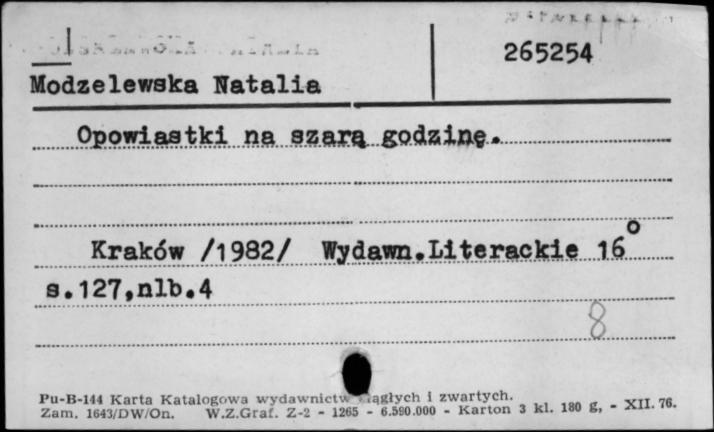 265254
Modzelewska Natalia
Opowiastki na szarą godzinę.
Kraków /1982/ Wydawn.Literackie 16°
s.127,nlb.4
8
Pu-B-144 Karta Katalogowa wydawnictw ciągłych i zwartych.
Zam. 1643/DW/On. W.Z.Graf. Z-2 - 1265 - 6.590.000 - Karton 3 kl. 180 g, - XII. 76.